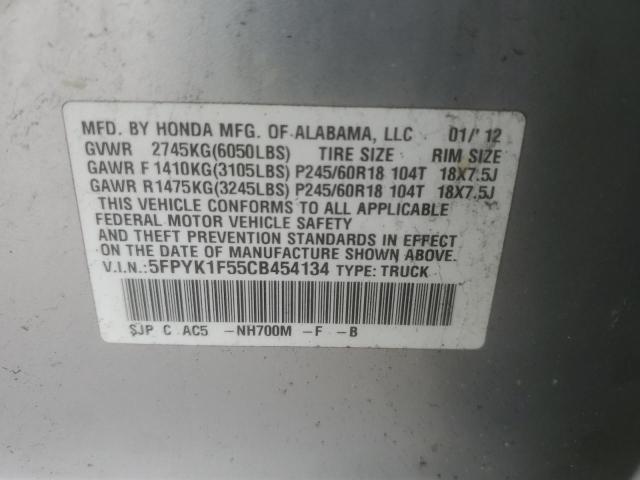 MFD. BY HONDA MFG. OF ALABAMA, LLC 01/'12
GVWR 2745KG(6050LBS) TIRE SIZE RIM SIZE
GAWR F 1410KG(3105LBS) P245/60R18 104T 18X7.5J
GAWR R1475KG(3245LBS) P245/60R18 104T 18X7.5J
THIS VEHICLE CONFORMS TO ALL APPLICABLE
FEDERAL MOTOR VEHICLE SAFETY
AND THEFT PREVENTION STANDARDS IN EFFECT
ON THE DATE OF MANUFACTURE SHOWN ABOVE.
V.I.N.:5FPYK1F55CB454134 TYPE:TRUCK
SJP C AC5 -NH700M -F -B